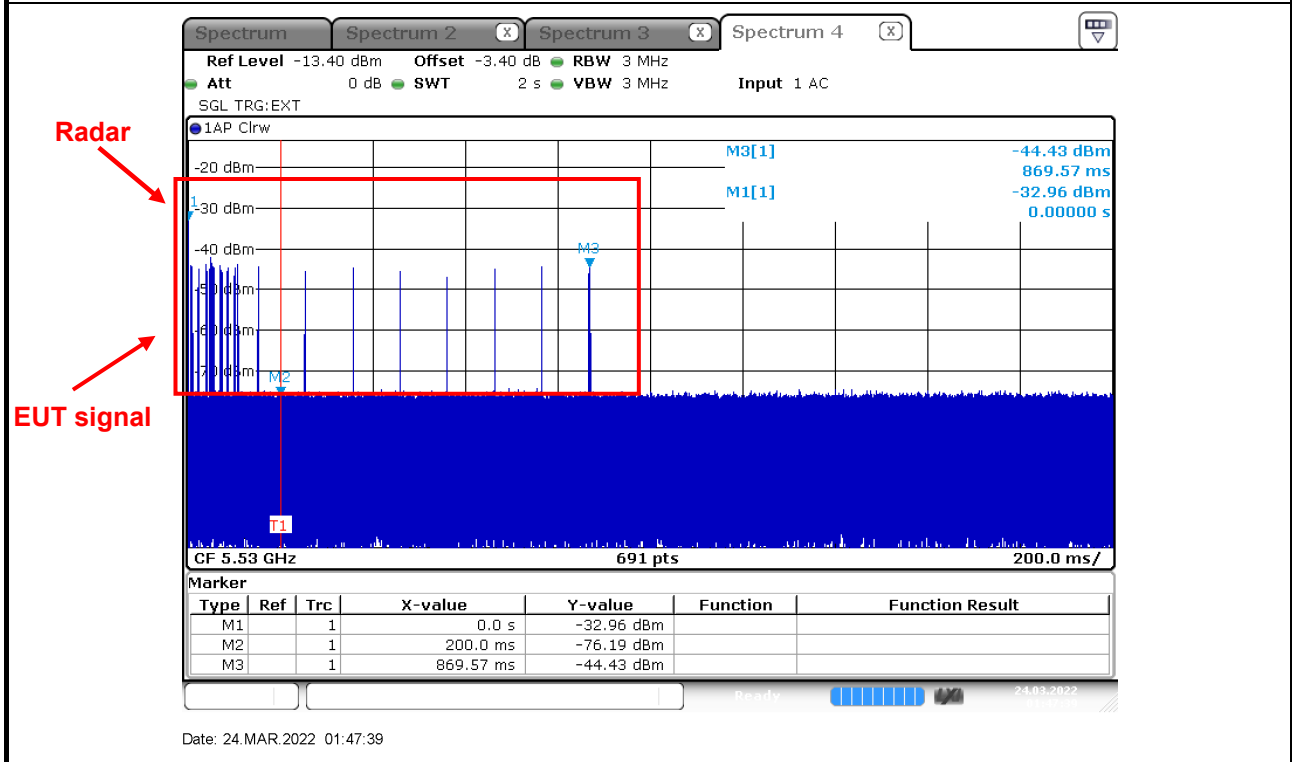 Spectrum Spectrum 2 X Spectrum 3 X Spectrum 4 X
Ref Level -13.40 dBm Offset -3.40 dB RBW 3 MHz
Att 0 dB SWT 2 s VBW 3 MHz Input 1 AC
SGL TRG:EXT
1AP Clrw
Radar
M3[1] -44.43 dBm
869.57 ms
M1[1] -32.96 dBm
0.00000 s
-20 dBm
1
-30 dBm
-40 dBm
M3
-50 dBm
-60 dBm
-70 dBm
M2
EUT signal
T1
CF 5.53 GHz 691 pts 200.0 ms/
Marker
Type Ref Trc X-value Y-value Function Function Result
M1 1 0.0 s -32.96 dBm
M2 1 200.0 ms -76.19 dBm
M3 1 869.57 ms -44.43 dBm
Ready 24.03.2022
Date: 24.MAR.2022 01:47:39